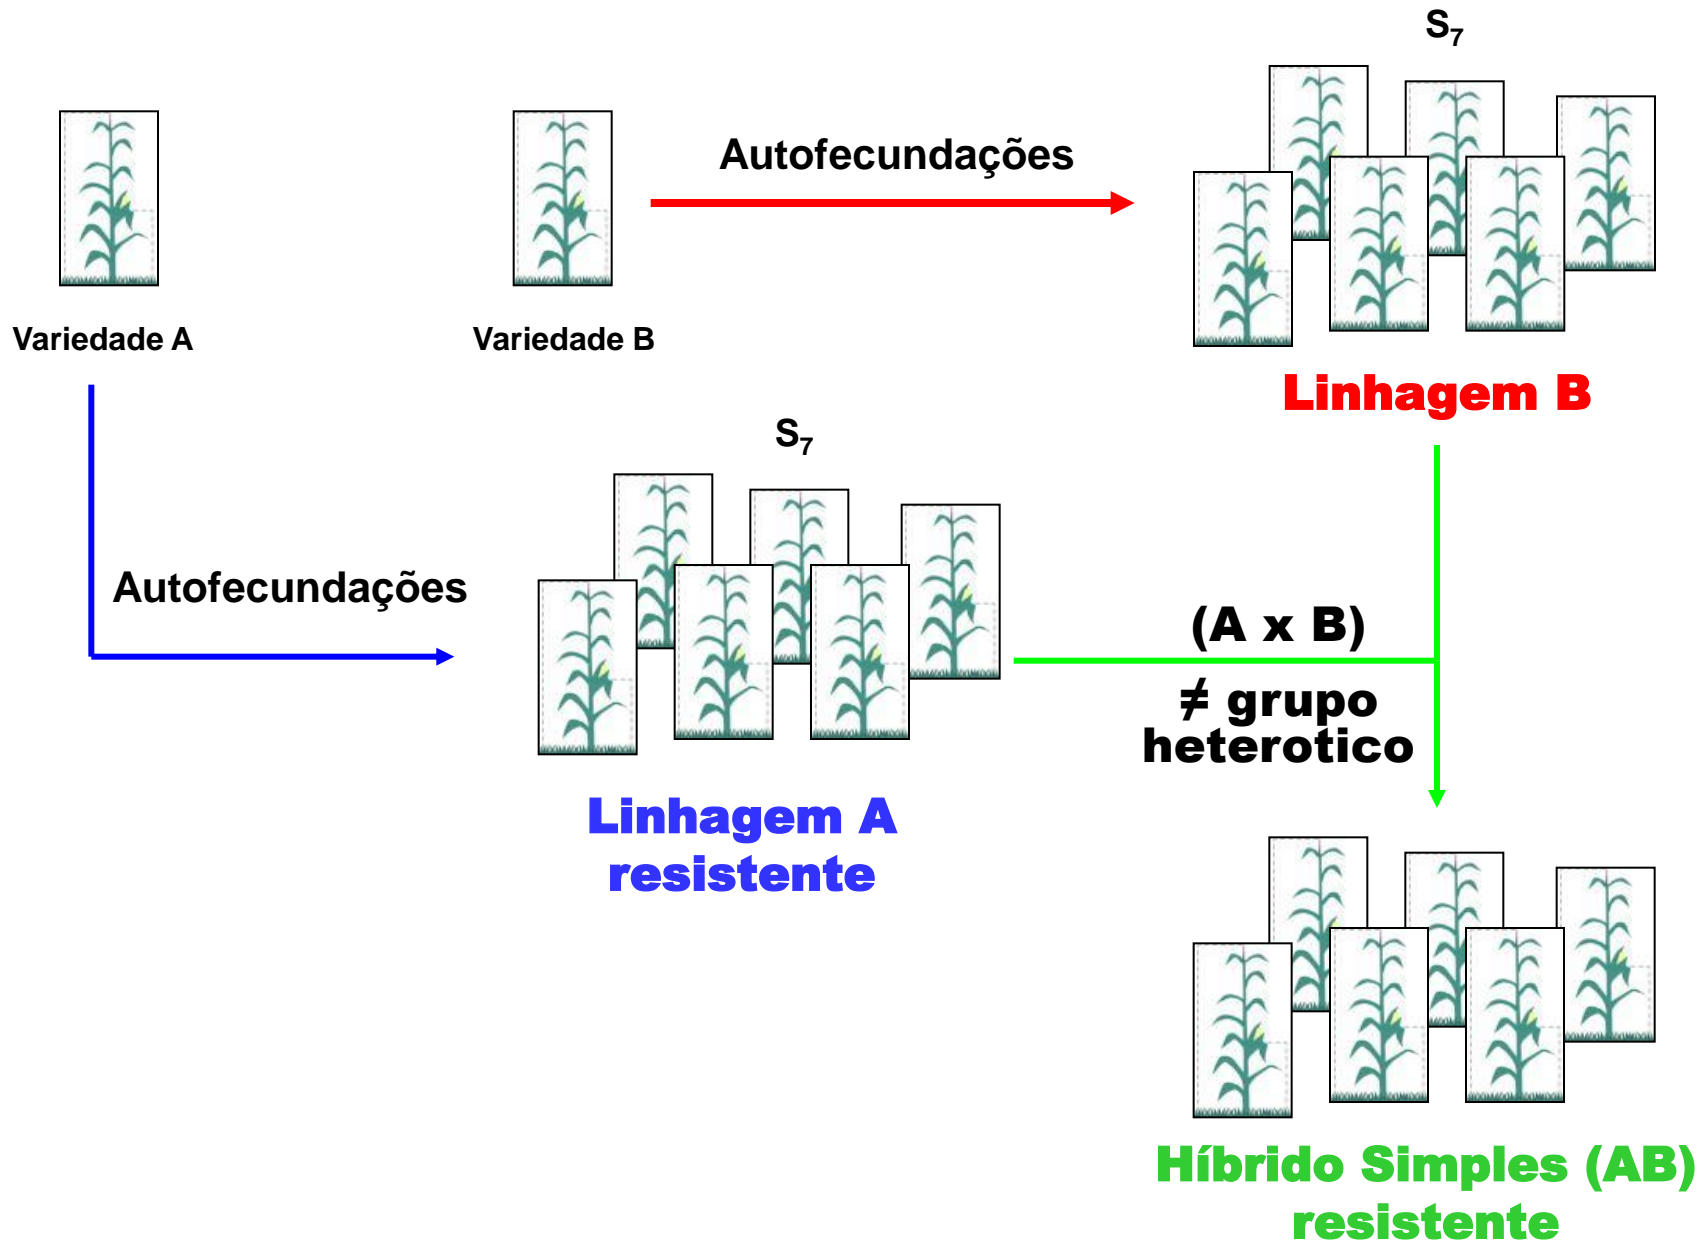 S₇
Autofecundações
Variedade A
Variedade B
Linhagem B
S₇
Autofecundações
(A x B)
≠ grupo
heterotico
Linhagem A
resistente
Híbrido Simples (AB)
resistente